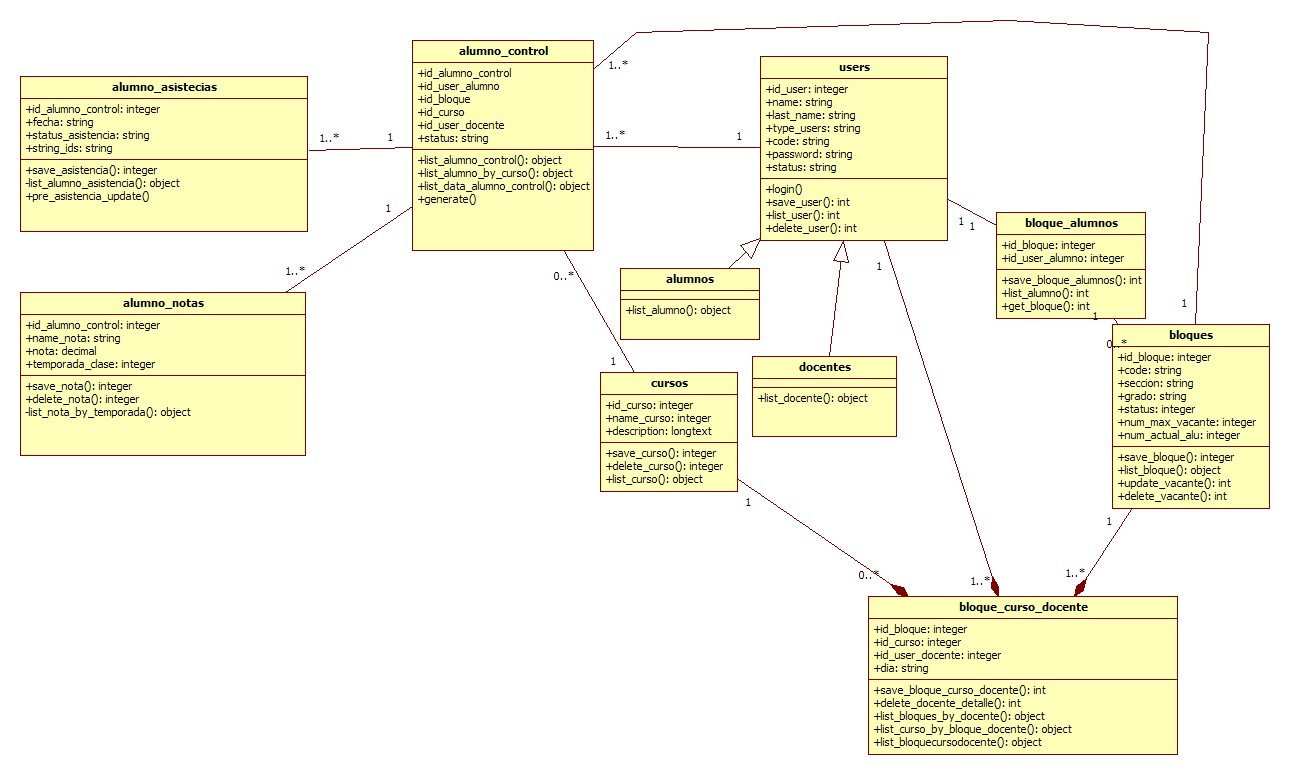 alumno_control
+id_alumno_control
+id_user_alumno
+id_bloque
+id_curso
+id_user_docente
+status: string
+list_alumno_control(): object
+list_alumno_by_curso(): object
+list_data_alumno_control(): object
+generate()
1..*
users
+id_user: integer
+name: string
+last_name: string
+type_users: string
+code: string
+password: string
+status: string
+login()
+save_user(): int
+list_user(): int
+delete_user(): int
alumno_asistecias
+id_alumno_control: integer
+fecha: string
+status_asistencia: string
+string_ids: string
+save_asistencia(): integer
-list_alumno_asistencia(): object
+pre_asistencia_update()
1..*
1
1..*
1
1
1..*
1
1
bloque_alumnos
+id_bloque: integer
+id_user_alumno: integer
+save_bloque_alumnos(): int
+list_alumno(): int
+get_bloque(): int
1
0..*
1
0..*
1
alumnos
+list_alumno(): object
1
alumno_notas
+id_alumno_control: integer
+name_nota: string
+nota: decimal
+temporada_clase: integer
+save_nota(): integer
+delete_nota(): integer
-list_nota_by_temporada(): object
bloques
+id_bloque: integer
+code: string
+seccion: string
+grado: string
+status: integer
+num_max_vacante: integer
+num_actual_alu: integer
+save_bloque(): integer
+list_bloque(): object
+update_vacante(): int
+delete_vacante(): int
docentes
+list_docente(): object
cursos
+id_curso: integer
+name_curso: integer
+description: longtext
+save_curso(): integer
+delete_curso(): integer
+list_curso(): object
1
1
0..*
1..*
1..*
bloque_curso_docente
+id_bloque: integer
+id_curso: integer
+id_user_docente: integer
+dia: string
+save_bloque_curso_docente(): int
+delete_docente_detalle(): int
+list_bloques_by_docente(): object
+list_curso_by_bloque_docente(): object
+list_bloquecursodocente(): object